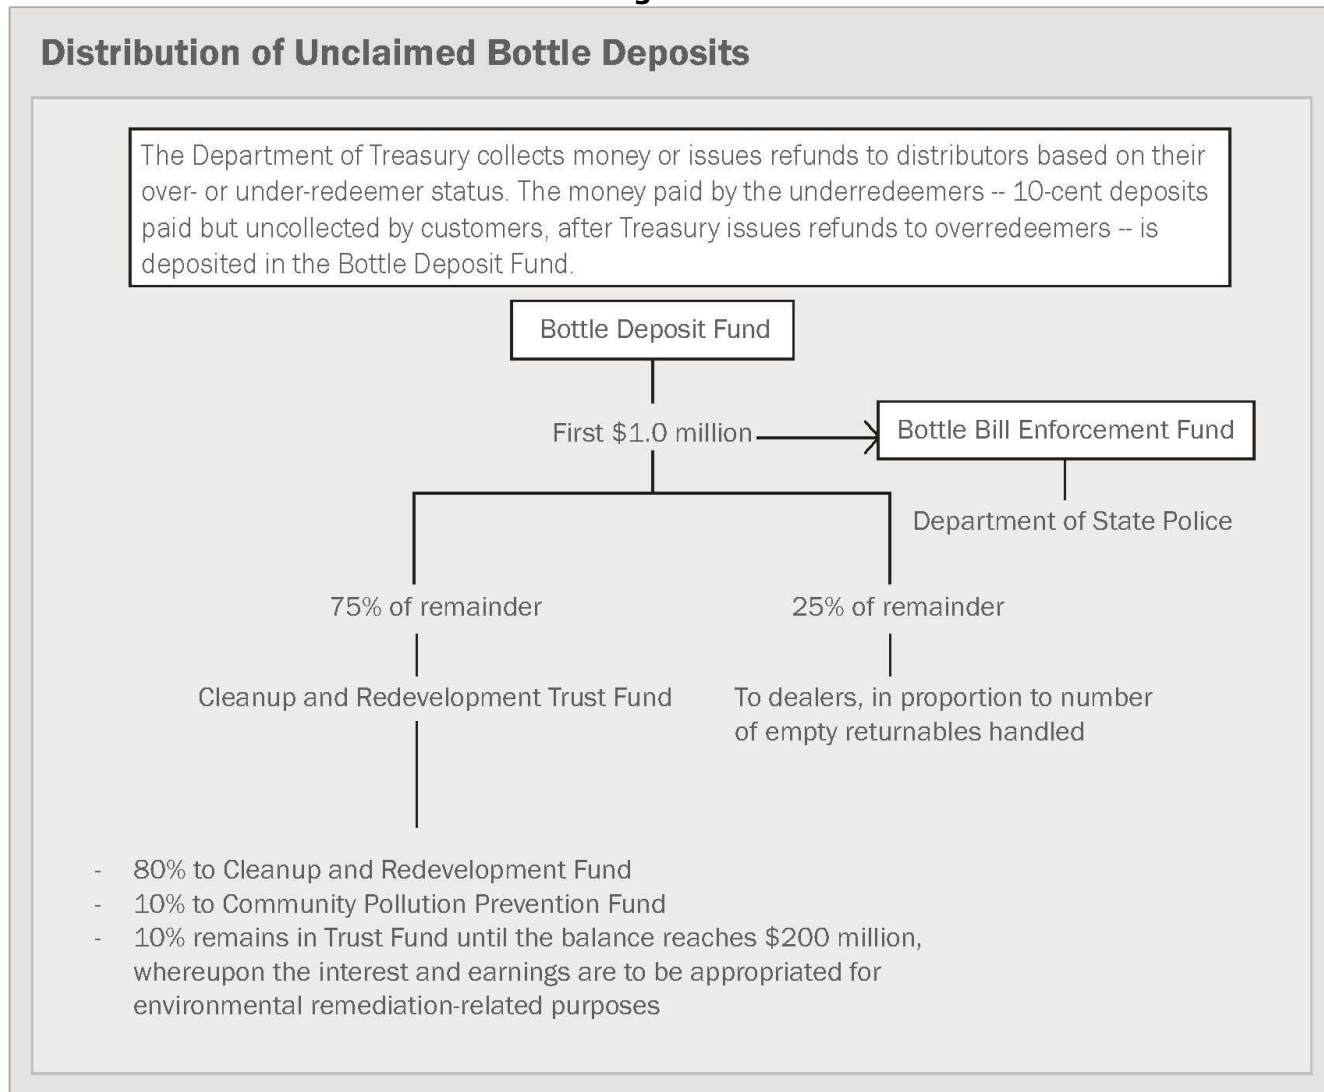 Distribution of Unclaimed Bottle Deposits
The Department of Treasury collects money or issues refunds to distributors based on their
over- or under-redeemer status. The money paid by the underredeemers -- 10-cent deposits
paid but uncollected by customers, after Treasury issues refunds to overredeemers -- is
deposited in the Bottle Deposit Fund.
Bottle Deposit Fund
First $1.0 million
Bottle Bill Enforcement Fund
Department of State Police
75% of remainder
25% of remainder
Cleanup and Redevelopment Trust Fund
To dealers, in proportion to number
of empty returnables handled
- 80% to Cleanup and Redevelopment Fund
- 10% to Community Pollution Prevention Fund
- 10% remains in Trust Fund until the balance reaches $200 million,
whereupon the interest and earnings are to be appropriated for
environmental remediation-related purposes